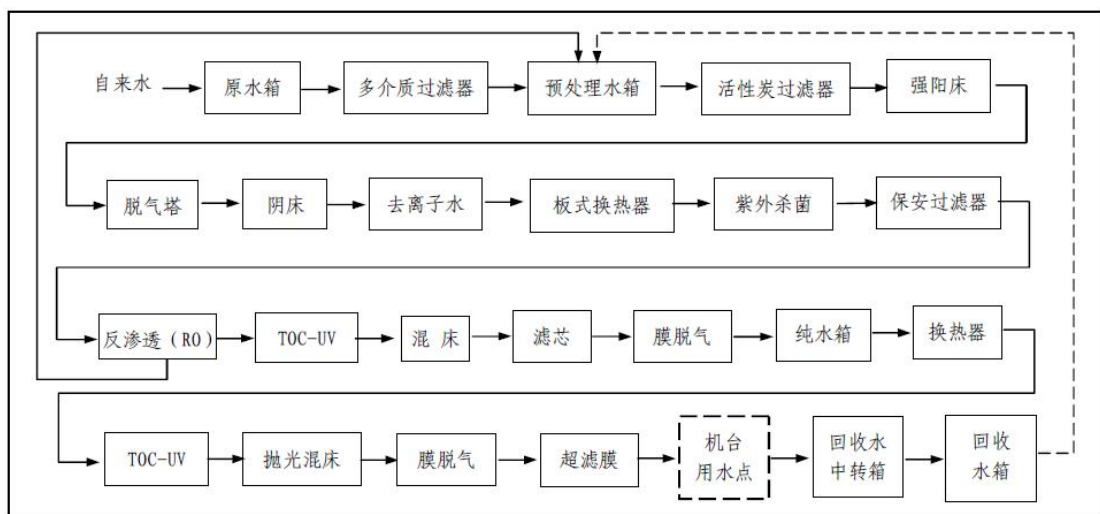 自来水
原水箱
多介质过滤器
预处理水箱
活性炭过滤器
强阳床
脱气塔
阴床
去离子水
板式换热器
紫外杀菌
保安过滤器
反渗透（RO）
TOC-UV
混 床
滤芯
膜脱气
纯水箱
换热器
TOC-UV
抛光混床
膜脱气
超滤膜
机台
用水点
回收水
中转箱
回收
水箱